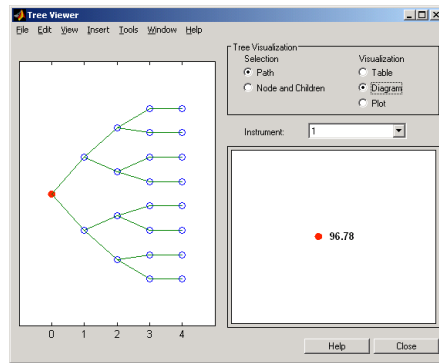 Tree Viewer
File Edit View Insert Tools Window Help
Tree Visualization
Selection
Visualization
Path
Table
Node and Children
Diagram
Plot
Instrument: 1
96.78
0 1 2 3 4
Help Close